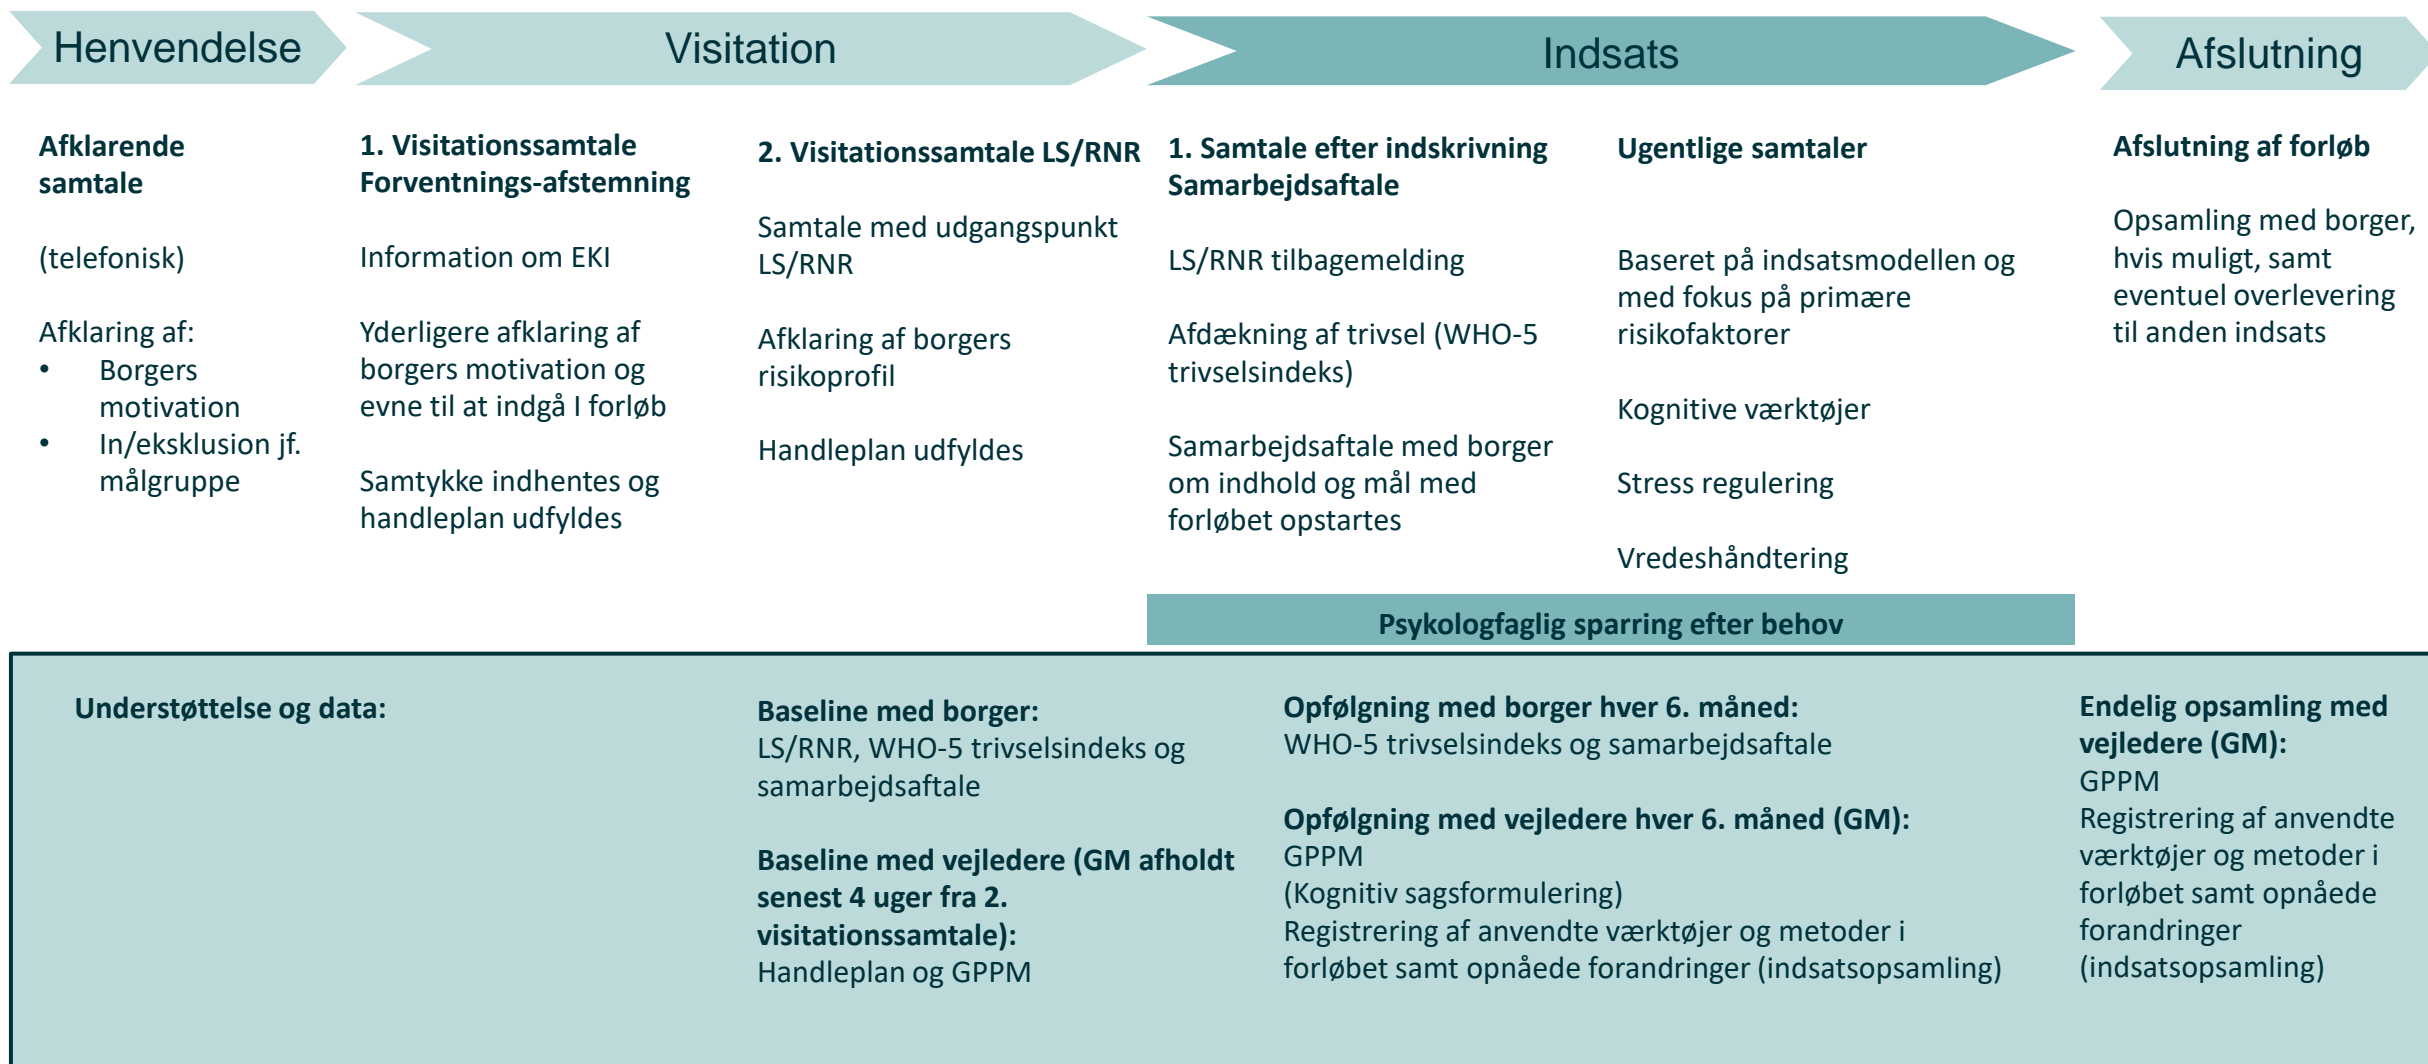 Henvendelse
Visitation
Indsats
Afslutning
Afklarende
samtale
(telefonisk)
Afklaring af:
• Borgers
motivation
• In/eksklusion jf.
målgruppe
1. Visitationssamtale
Forventnings-afstemning
Information om EKI
Yderligere afklaring af
borgers motivation og
evne til at indgå I forløb
Samtykke indhentes og
handleplan udfyldes
2. Visitationssamtale LS/RNR
Samtale med udgangspunkt
LS/RNR
Afklaring af borgers
risikoprofil
Handleplan udfyldes
1. Samtale efter indskrivning
Samarbejdsaftale
LS/RNR tilbagemelding
Afdækning af trivsel (WHO-5
trivselsindeks)
Samarbejdsaftale med borger
om indhold og mål med
forløbet opstartes
Ugentlige samtaler
Baseret på indsatsmodellen og
med fokus på primære
risikofaktorer
Kognitive værktøjer
Stress regulering
Vredeshåndtering
Afslutning af forløb
Opsamling med borger,
hvis muligt, samt
eventuel overlevering
til anden indsats
Psykologfaglig sparring efter behov
Understøttelse og data:
Baseline med borger:
LS/RNR, WHO-5 trivselsindeks og
samarbejdsaftale
Baseline med vejledere (GM afholdt
senest 4 uger fra 2.
visitationssamtale):
Handleplan og GPPM
Opfølgning med borger hver 6. måned:
WHO-5 trivselsindeks og samarbejdsaftale
Opfølgning med vejledere hver 6. måned (GM):
GPPM
(Kognitiv sagsformulering)
Registrering af anvendte værktøjer og metoder i
forløbet samt opnåede forandringer (indsatsopsamling)
Endelig opsamling med
vejledere (GM):
GPPM
Registrering af anvendte
værktøjer og metoder i
forløbet samt opnåede
forandringer
(indsatsopsamling)